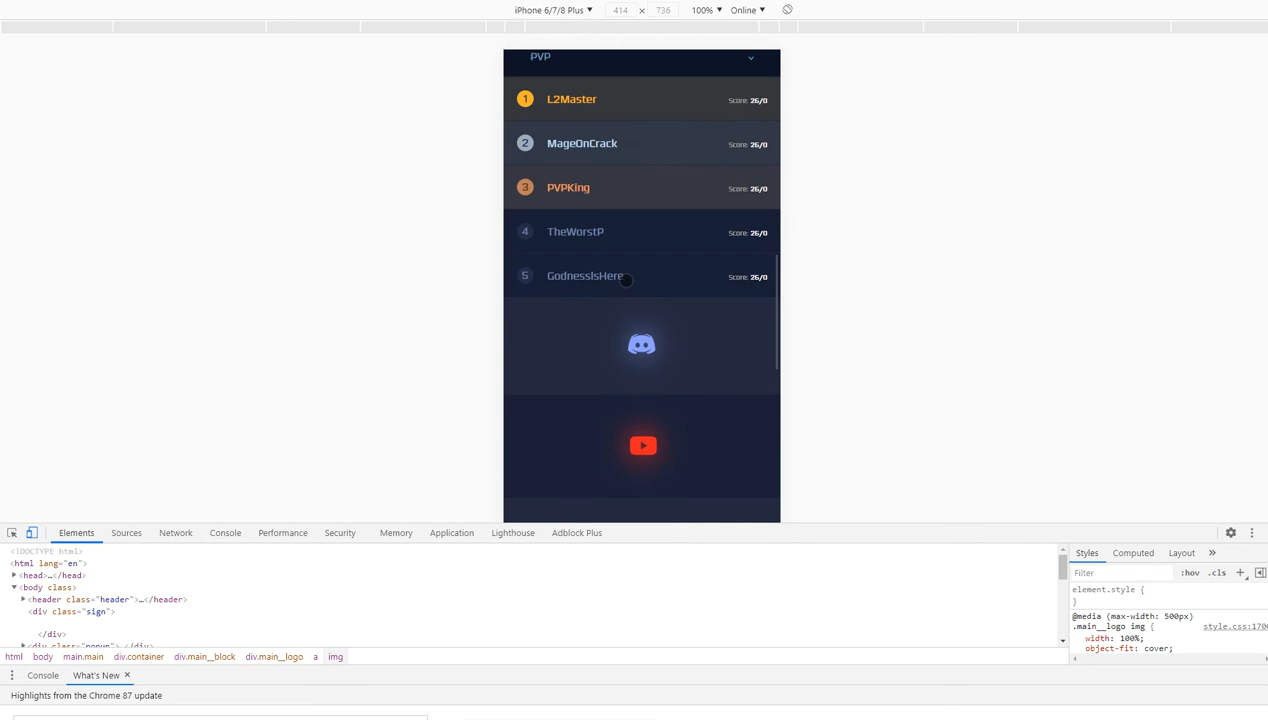 iPhone 6/7/8 Plus 414 × 736 100% Online
PVP
1 L2Master Score: 26/0
2 MageOnCrack Score: 26/0
3 PVPKing Score: 26/0
4 TheWorstP Score: 26/0
5 GodnessIsHere Score: 26/0
Elements Sources Network Console Performance Security Memory Application Lighthouse Adblock Plus
<!DOCTYPE html>
<html lang="en">
<head>…</head>
<body class>
<header class="header">…</header>
<div class="sign">
</div>
<div class="popup">…</div>
html body main.main div.container div.main__block div.main__logo a img
Styles Computed Layout »
Filter :hov .cls +
element.style {
}
@media (max-width: 500px)
.main__logo img { style.css:1700
width: 100%;
object-fit: cover;
Console What's New ×
Highlights from the Chrome 87 update